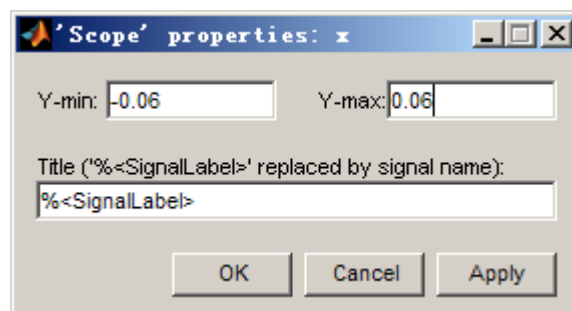 'Scope' properties: x
Y-min: -0.06 Y-max: 0.06
Title ('%<SignalLabel>' replaced by signal name):
%<SignalLabel>
OK Cancel Apply